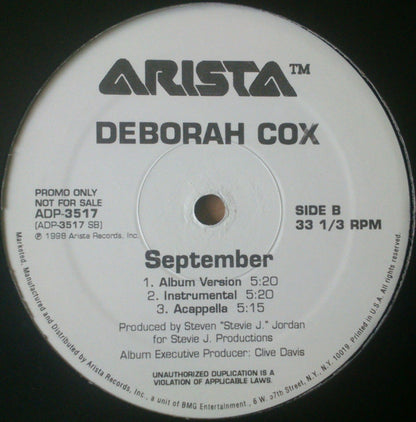 ARISTA™
DEBORAH COX
PROMO ONLY
NOT FOR SALE
ADP-3517
(ADP-3517 SB)
℗ 1998 Arista Records, Inc.
SIDE B
33 1/3 RPM
September
1. Album Version 5:20
2. Instrumental 5:20
3. Acappella 5:15
Produced by Steven "Stevie J." Jordan
for Stevie J. Productions
Album Executive Producer: Clive Davis
UNAUTHORIZED DUPLICATION IS A
VIOLATION OF APPLICABLE LAWS.
Marketed, Manufactured and Distributed by Arista Records, Inc., a unit of BMG Entertainment., 6 W. 57th Street, N.Y., N.Y. 10019. Printed in U.S.A. All rights reserved.